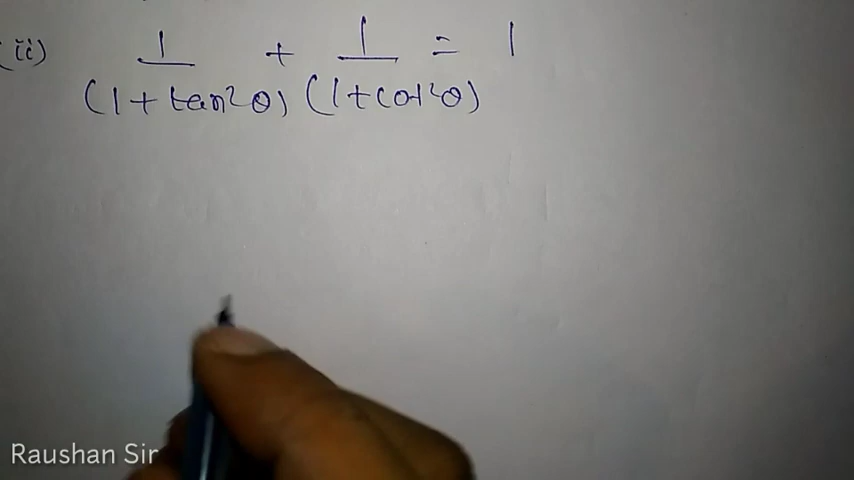 (ii) 1/(1+tan²θ) + 1/(1+cot²θ) = 1
Raushan Sir